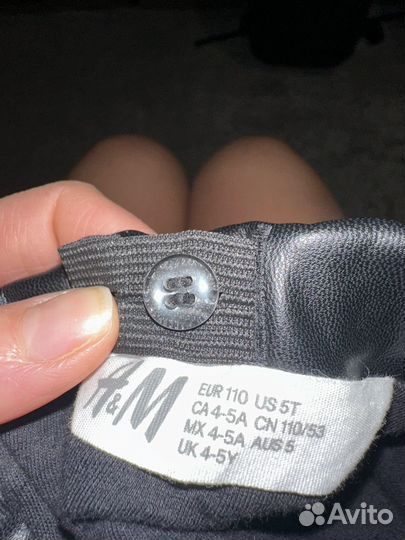 H&M
EUR 110 US 5T
CA 4-5A CN 110/53
MX 4-5A AUS 5
UK 4-5Y
Avito